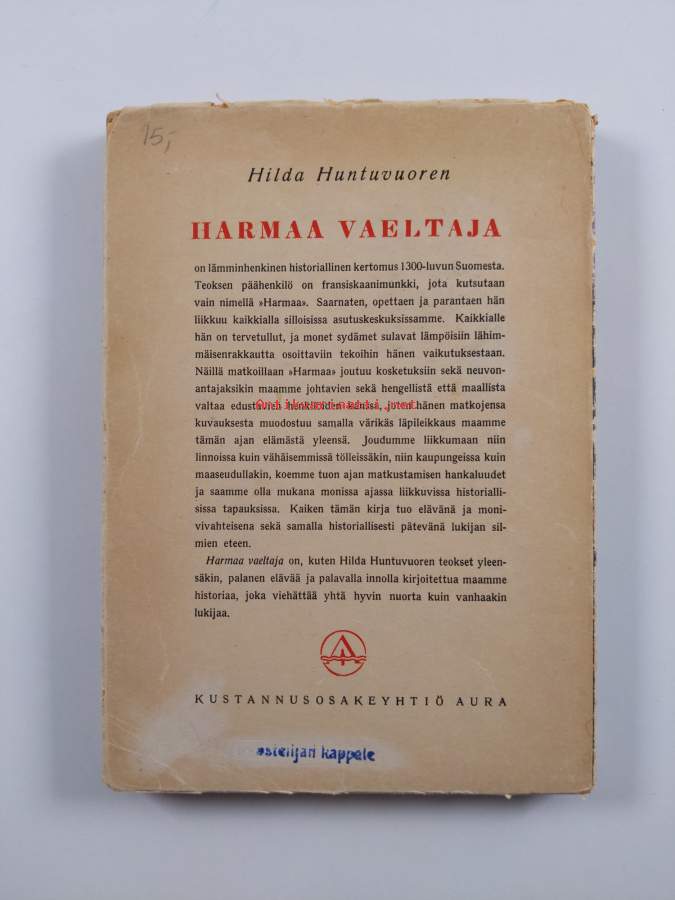 15,-
Hilda Huntuvuoren
HARMAA VAELTAJA
on lämminhenkinen historiallinen kertomus 1300-luvun Suomesta.
Teoksen päähenkilö on fransiskaanimunkki, jota kutsutaan
vain nimellä »Harmaa». Saarnaten, opettaen ja parantaen hän
liikkuu kaikkialla silloisissa asutuskeskuksissamme. Kaikkialle
hän on tervetullut, ja monet sydämet sulavat lämpöisiin lähim-
mäisenrakkautta osoittaviin tekoihin hänen vaikutuksestaan.
Näillä matkoillaan »Harmaa» joutuu kosketuksiin sekä neuvon-
antajaksikin maamme johtavien sekä hengellistä että maallista
valtaa edustavien henkilöiden kanssa, joten hänen matkojensa
Antikvariaatti.net
kuvauksesta muodostuu samalla värikäs läpileikkaus maamme
tämän ajan elämästä yleensä. Joudumme liikkumaan niin
linnoissa kuin vähäisemmissä tölleissäkin, niin kaupungeissa kuin
maaseudullakin, koemme tuon ajan matkustamisen hankaluudet
ja saamme olla mukana monissa ajassa liikkuvissa historialli-
sissa tapauksissa. Kaiken tämän kirja tuo elävänä ja moni-
vivahteisena sekä samalla historiallisesti pätevänä lukijan sil-
mien eteen.
Harmaa vaeltaja on, kuten Hilda Huntuvuoren teokset yleen-
säkin, palanen elävää ja palavalla innolla kirjoitettua maamme
historiaa, joka viehättää yhtä hyvin nuorta kuin vanhaakin
lukijaa.
KUSTANNUSOSAKEYHTIÖ AURA
ostelijan kappale